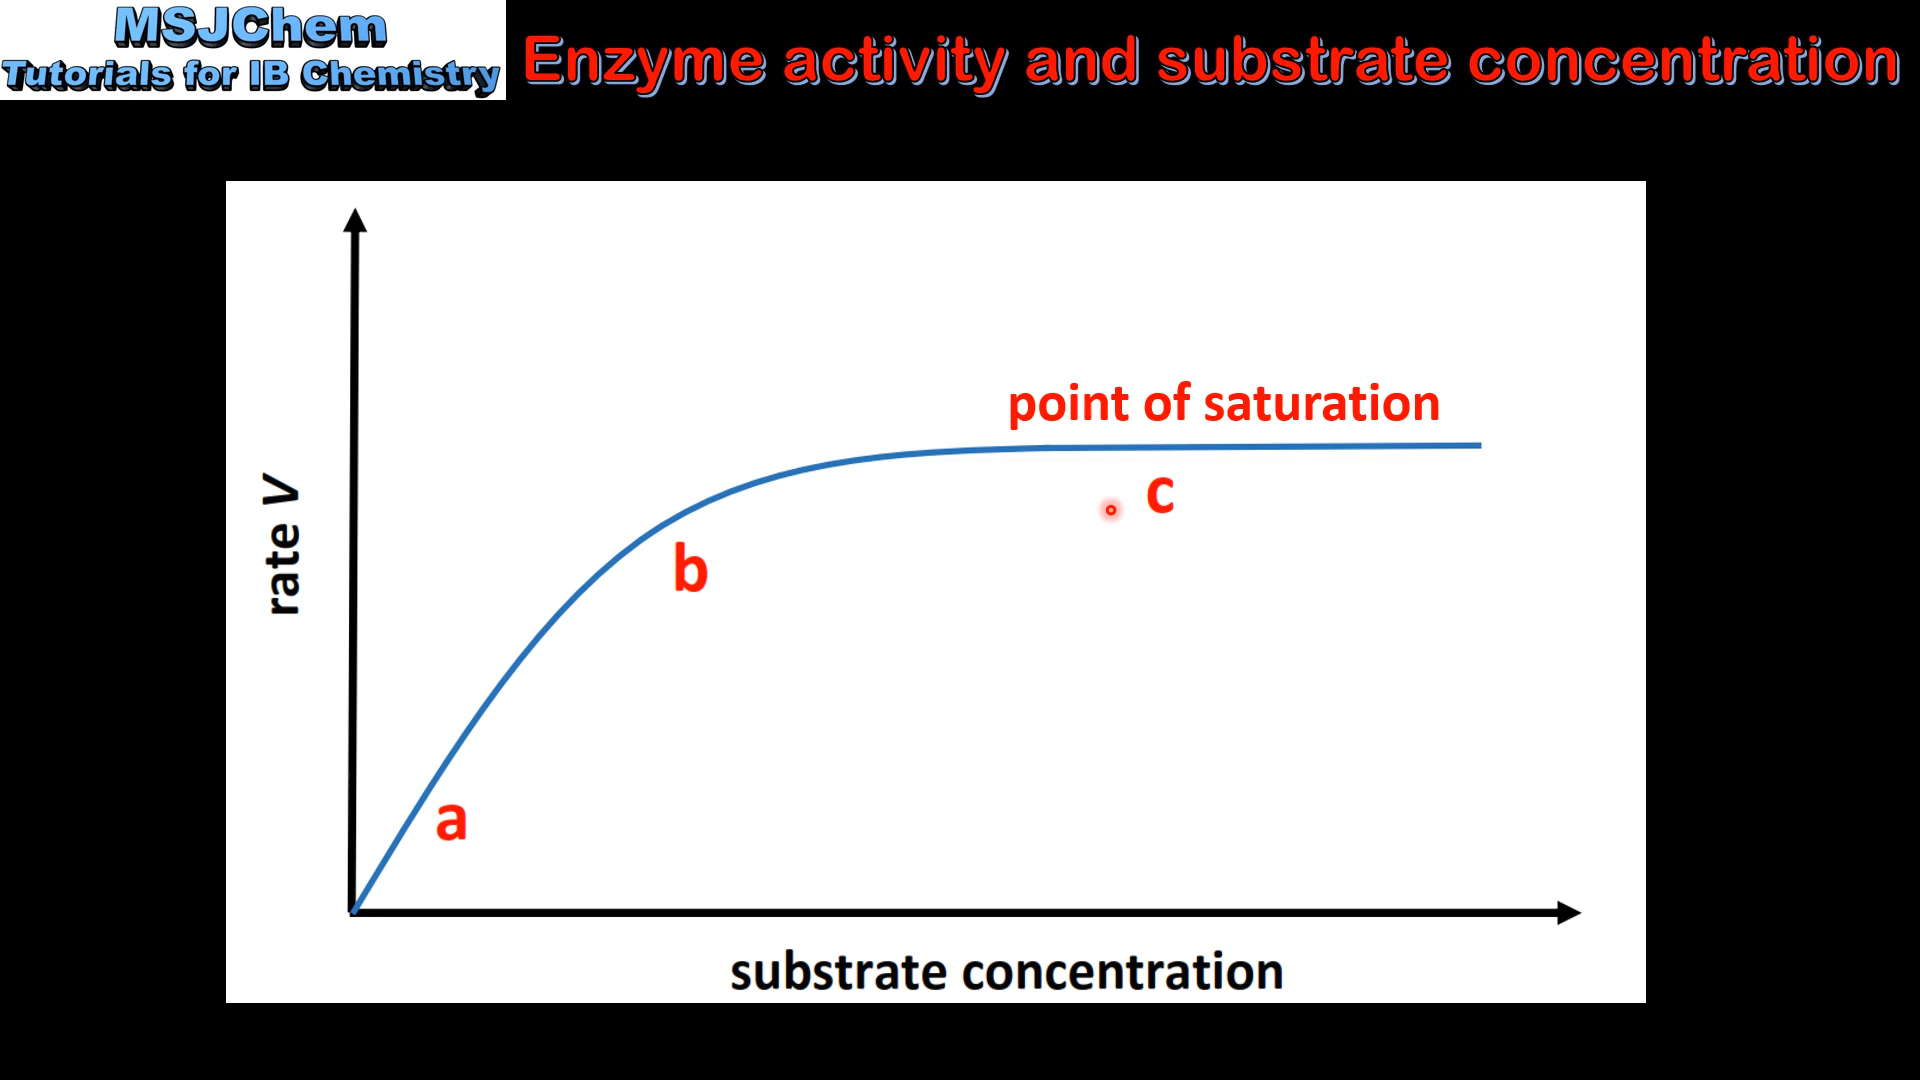 MSJChem
Tutorials for IB Chemistry
Enzyme activity and substrate concentration
point of saturation
c
b
rate V
a
substrate concentration